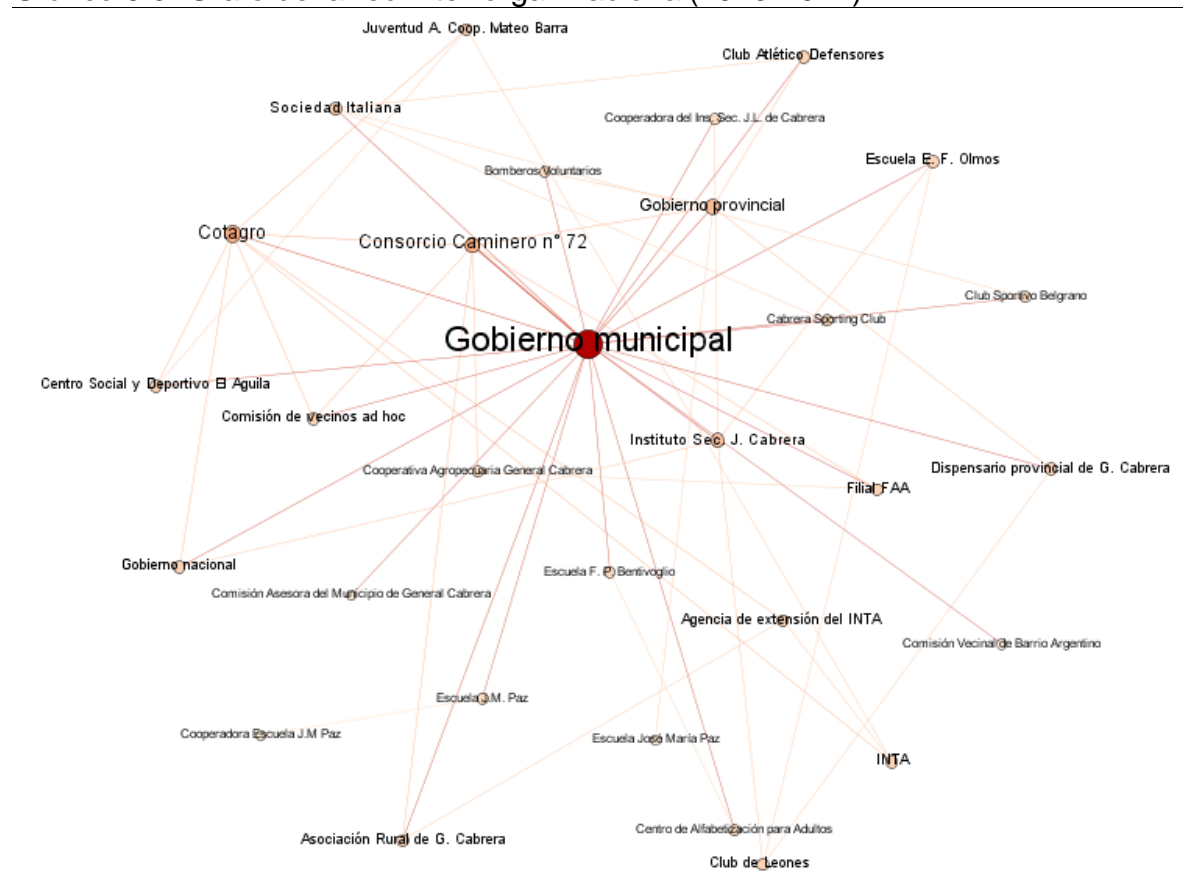 Juventud A. Coop. Mateo Barra
Club Atlético Defensores
Sociedad Italiana
Cooperadora del Ins. Sec. J.L. de Cabrera
Escuela E. F. Olmos
Bomberos Voluntarios
Gobierno provincial
Cotagro
Consorcio Caminero n° 72
Club Sportivo Belgrano
Cabrera Sporting Club
Gobierno municipal
Centro Social y Deportivo El Aguila
Comisión de vecinos ad hoc
Instituto Sec. J. Cabrera
Cooperativa Agropecuaria General Cabrera
Dispensario provincial de G. Cabrera
Filial FAA
Gobierno nacional
Escuela F. P. Bentivoglio
Comisión Asesora del Municipio de General Cabrera
Agencia de extensión del INTA
Comisión Vecinal de Barrio Argentino
Escuela J.M. Paz
Cooperadora Escuela J.M Paz
Escuela José María Paz
INTA
Centro de Alfabetización para Adultos
Asociación Rural de G. Cabrera
Club de Leones